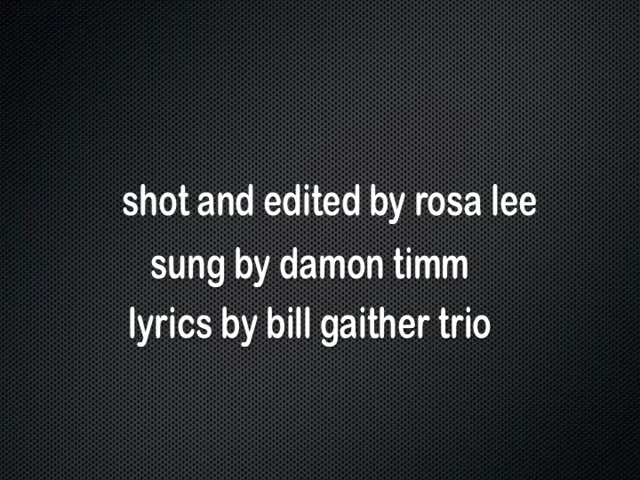 shot and edited by rosa lee
sung by damon timm
lyrics by bill gaither trio